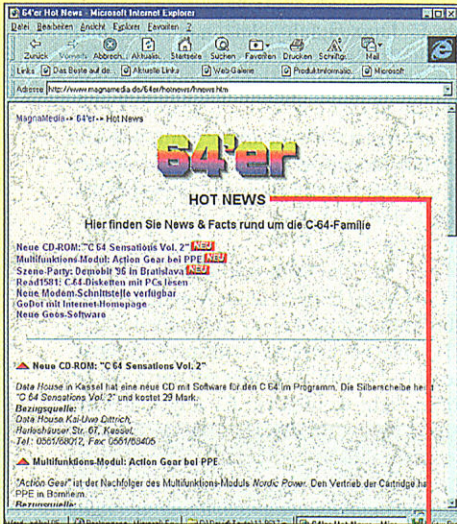 64'er Hot News - Microsoft Internet Explorer
Datei Bearbeiten Ansicht Explorer Favoriten ?
Zurück Vorwärts Abbrech. Aktualis. Startseite Suchen Favoriten Drucken Schriftgr. Mail
Links Das Beste auf de.. Aktuelle Links Web-Galerie Produktinformatio.. Microsoft
Adresse http://www.magnamedia.de/64er/hotnews/hnews.htm
MagnaMedia 64'er Hot News
64'er
HOT NEWS
Hier finden Sie News & Facts rund um die C-64-Familie
Neue CD-ROM: "C 64 Sensations Vol. 2" NEU
Multifunktions-Modul: Action Gear bei PPE NEU
Szene-Party: Demobit '96 in Bratislava NEU
Read1581: C-64-Disketten mit PCs lesen
Neue Modem-Schnittstelle verfügbar
GoDot mit Internet-Homepage
Neue Geos-Software
Neue CD-ROM: "C 64 Sensations Vol. 2"
Data House in Kassel hat eine neue CD mit Software für den C 64 im Programm. Die Silberscheibe
"C 64 Sensations Vol. 2" und kostet 29 Mark.
Bezugsquelle:
Data House Kai-Uwe Dittrich,
Harleshäuser Str. 67, Kassel,
Tel.: 0561/68012, Fax: 0561/68405
Multifunktions-Modul: Action Gear bei PPE
"Action Gear" ist der Nachfolger des Multifunktions-Moduls Nordic Power. Den Vertrieb der Cartridge
PPE in Bornheim.
Bezugsquelle: